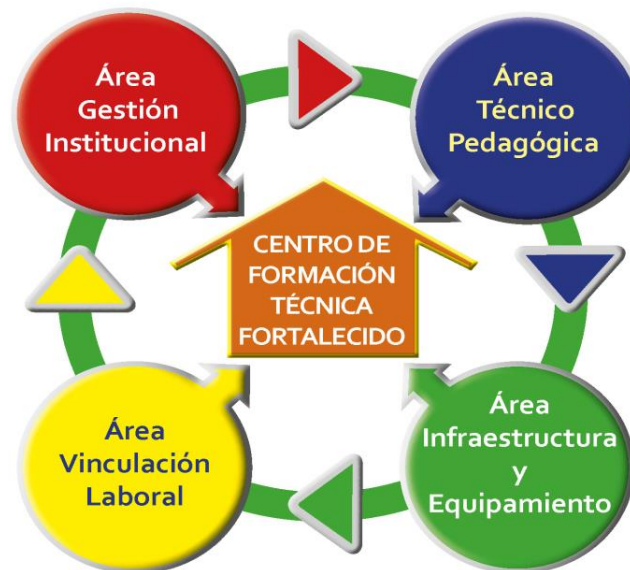 Área
Gestión
Institucional
Área
Técnico
Pedagógica
CENTRO DE
FORMACIÓN
TÉCNICA
FORTALECIDO
Área
Vinculación
Laboral
Área
Infraestructura
y
Equipamiento